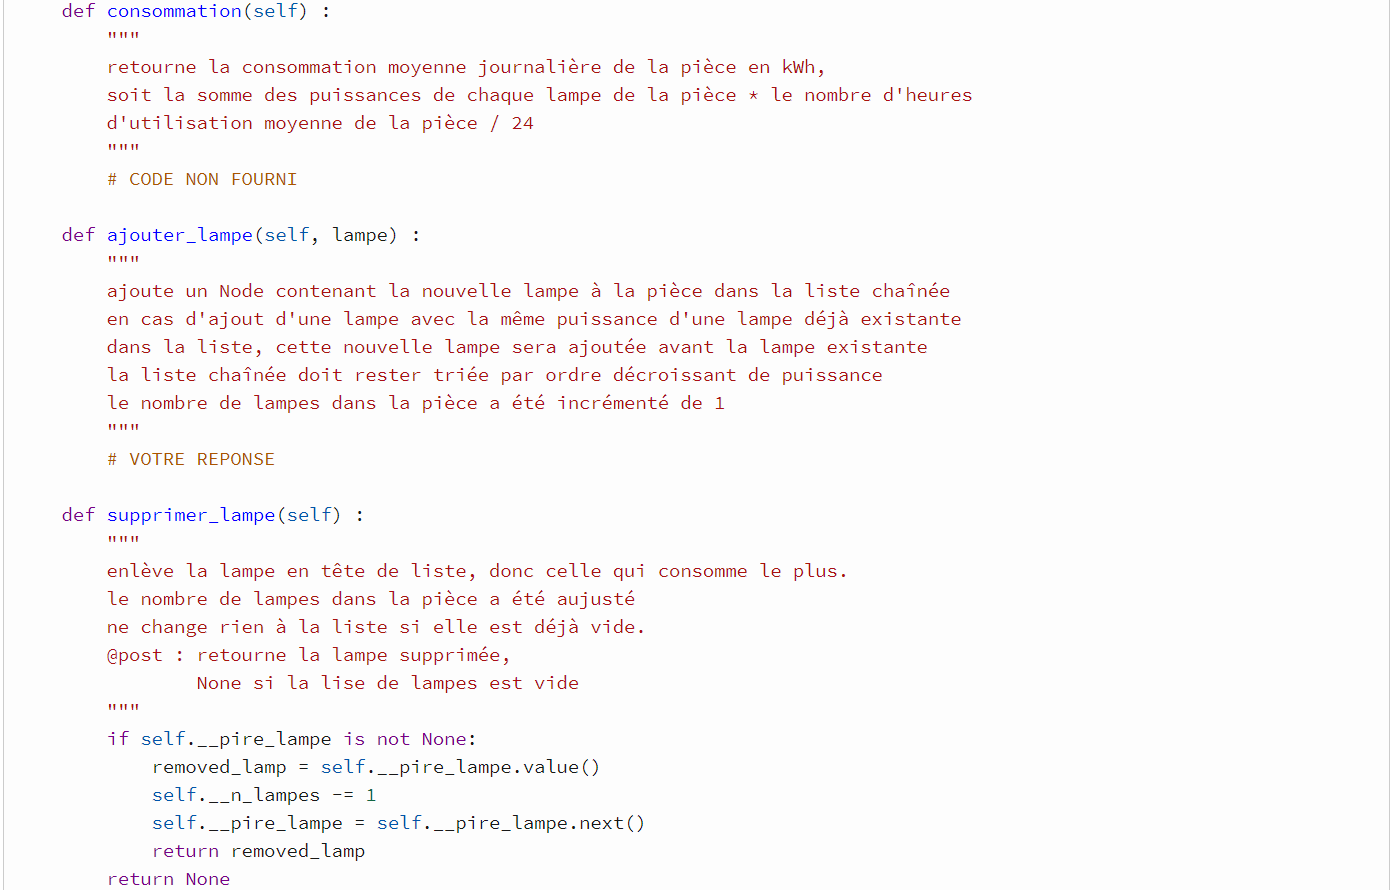 def consommation(self) :
"""
retourne la consommation moyenne journalière de la pièce en kWh,
soit la somme des puissances de chaque lampe de la pièce * le nombre d'heures
d'utilisation moyenne de la pièce / 24
"""
# CODE NON FOURNI
def ajouter_lampe(self, lampe) :
"""
ajoute un Node contenant la nouvelle lampe à la pièce dans la liste chaînée
en cas d'ajout d'une lampe avec la même puissance d'une lampe déjà existante
dans la liste, cette nouvelle lampe sera ajoutée avant la lampe existante
la liste chaînée doit rester triée par ordre décroissant de puissance
le nombre de lampes dans la pièce a été incrémenté de 1
"""
# VOTRE REPONSE
def supprimer_lampe(self) :
"""
enlève la lampe en tête de liste, donc celle qui consomme le plus.
le nombre de lampes dans la pièce a été aujusté
ne change rien à la liste si elle est déjà vide.
@post : retourne la lampe supprimée,
None si la lise de lampes est vide
"""
if self.__pire_lampe is not None:
removed_lamp = self.__pire_lampe.value()
self.__n_lampes -= 1
self.__pire_lampe = self.__pire_lampe.next()
return removed_lamp
return None